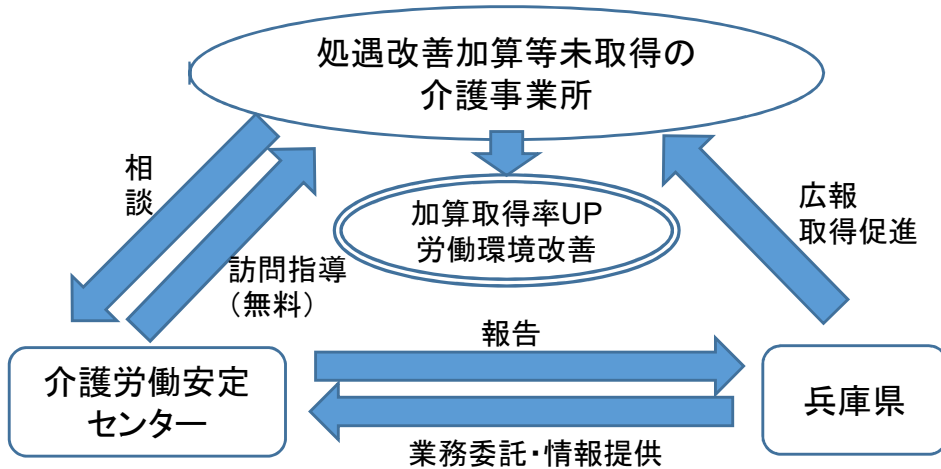 処遇改善加算等未取得の
介護事業所
相
談
加算取得率UP
労働環境改善
広報
取得促進
訪問指導
（無料）
報告
介護労働安定
センター
兵庫県
業務委託・情報提供